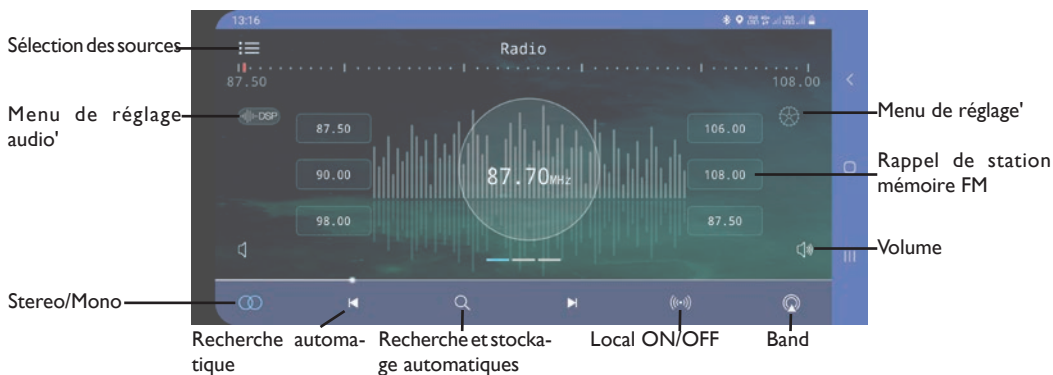 13:16
Sélection des sources
Radio
87.50
108.00
DSP
Menu de réglage
audio'
Menu de réglage'
87.50
106.00
90.00
87.70MHz
108.00
Rappel de station
mémoire FM
98.00
87.50
Volume
Stereo/Mono
Recherche automa-
tique
Recherche et stocka-
ge automatiques
Local ON/OFF
Band